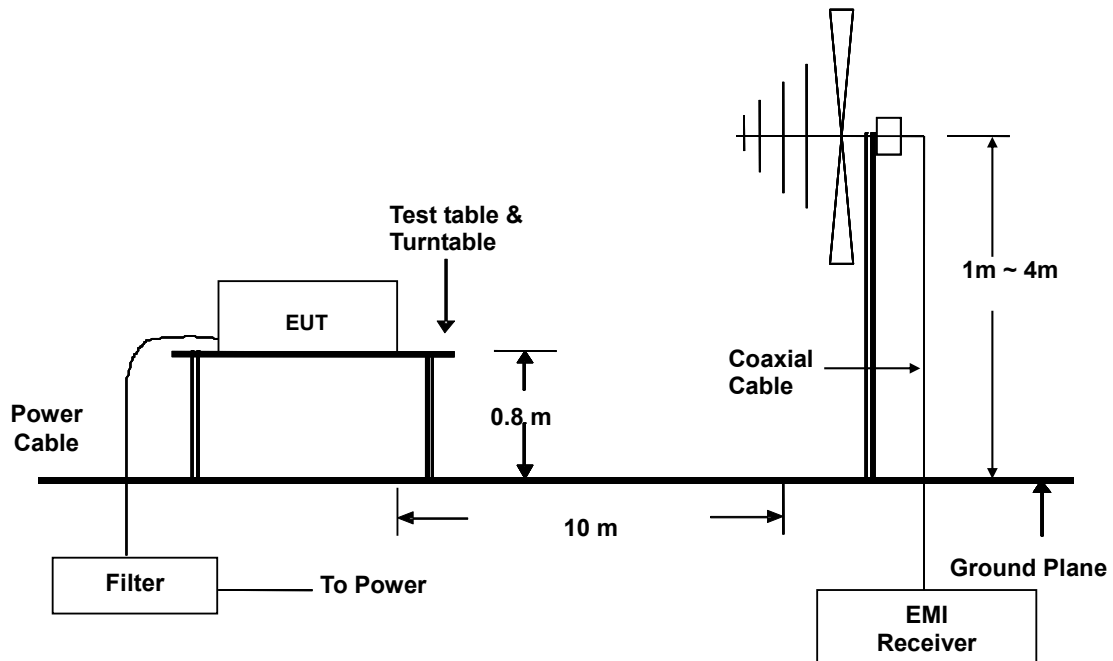 Test table &
Turntable
1m ~ 4m
EUT
Coaxial
Cable
0.8 m
Power
Cable
10 m
Ground Plane
Filter
To Power
EMI
Receiver